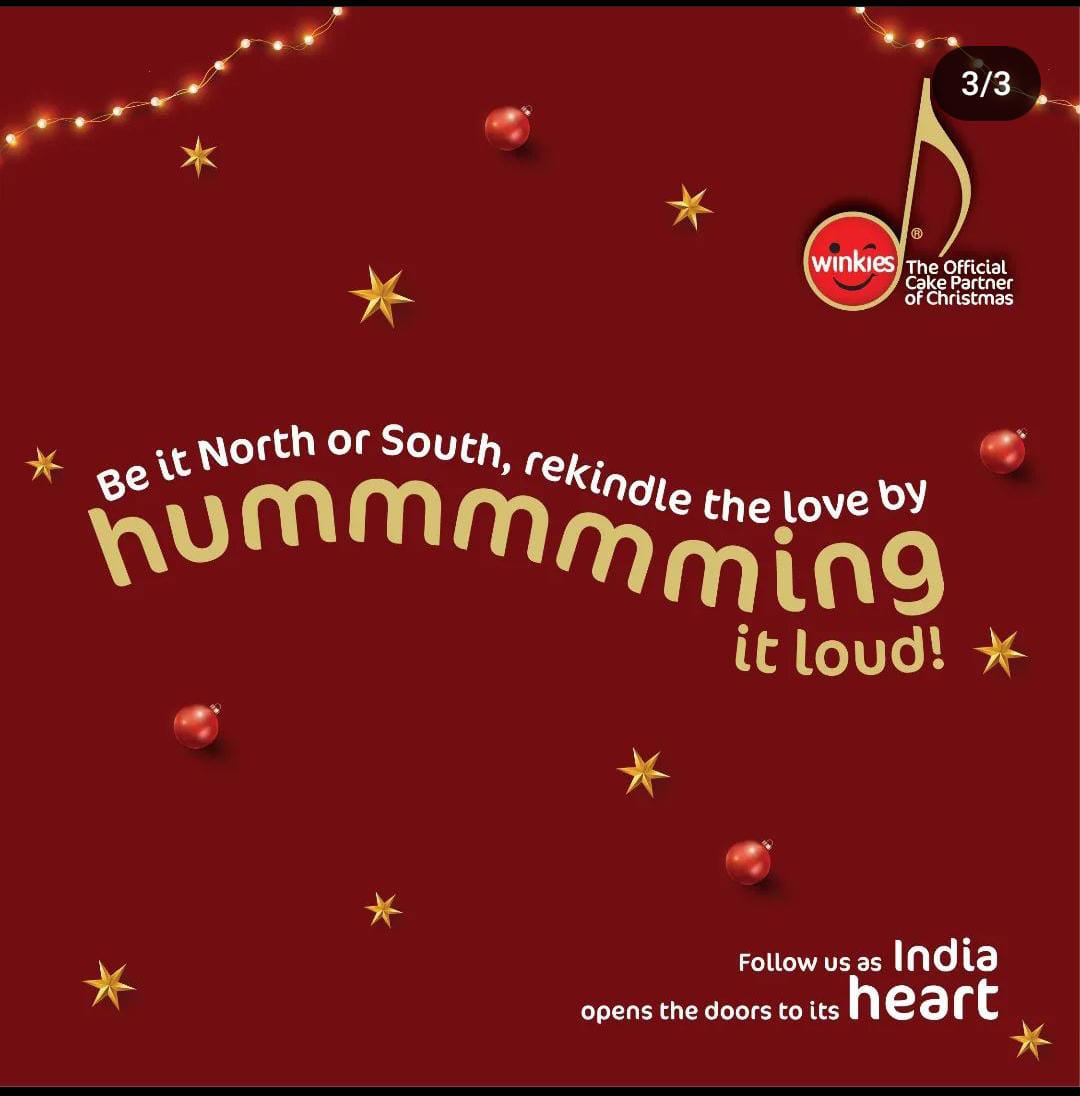 3/3
winkies
®
The Official
Cake Partner
of Christmas
Be it North or South, rekindle the love by
hummmmming
it loud!
Follow us as India
opens the doors to its heart